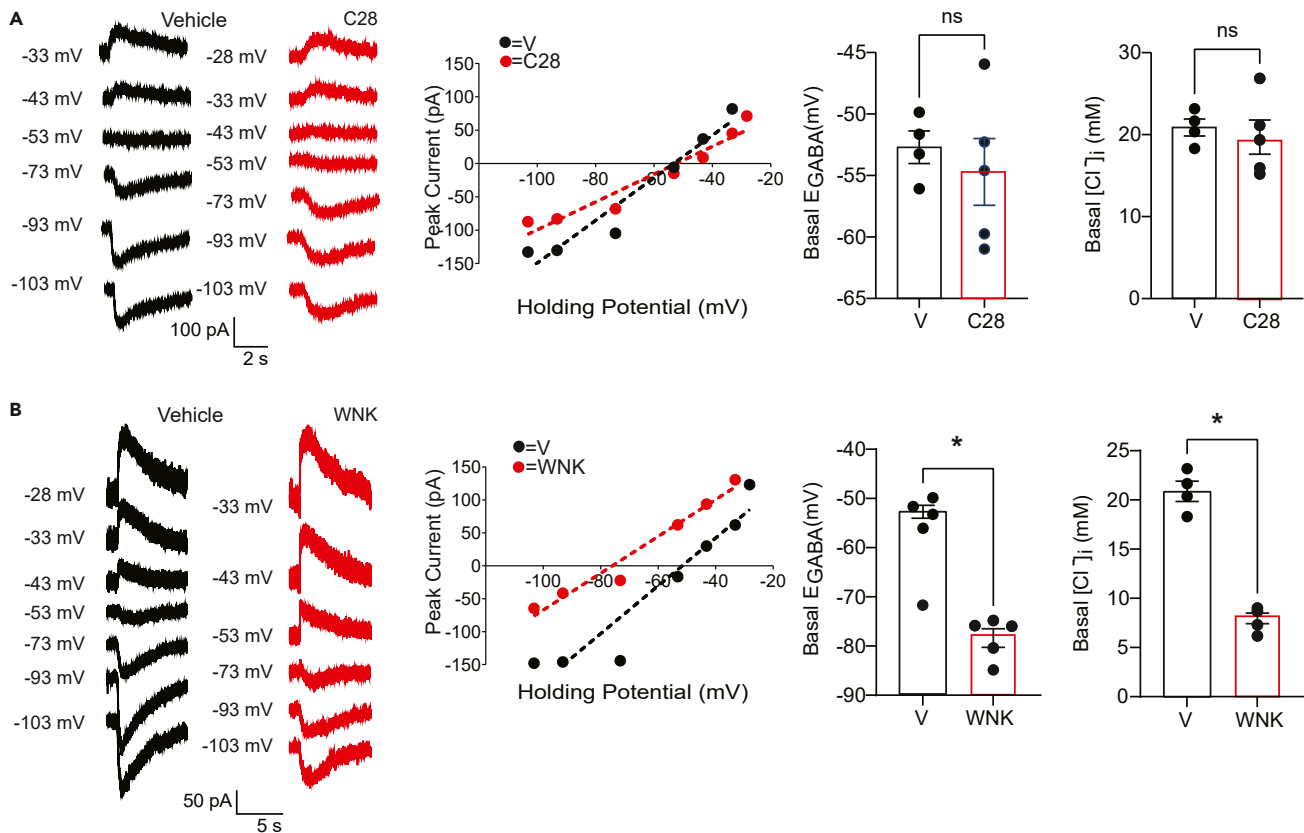 A
Vehicle
C28
-33 mV
-43 mV
-53 mV
-73 mV
-93 mV
-103 mV
-28 mV
-33 mV
-43 mV
-53 mV
-73 mV
-93 mV
-103 mV
100 pA
2 s
=V
=C28
Peak Current (pA)
150
100
50
0
-50
-100
-150
-100
-80
-60
-40
-20
Holding Potential (mV)
ns
Basal EGABA(mV)
-45
-50
-55
-60
-65
V
C28
ns
Basal [Cl-]i (mM)
30
20
10
0
V
C28
B
Vehicle
WNK
-28 mV
-33 mV
-43 mV
-53 mV
-73 mV
-93 mV
-103 mV
-33 mV
-43 mV
-53 mV
-73 mV
-93 mV
-103 mV
50 pA
5 s
=V
=WNK
Peak Current (pA)
150
100
50
0
-50
-100
-150
-100
-80
-60
-40
-20
Holding Potential (mV)
*
Basal EGABA(mV)
-40
-50
-60
-70
-80
-90
V
WNK
*
Basal [Cl-]i (mM)
25
20
15
10
5
0
V
WNK